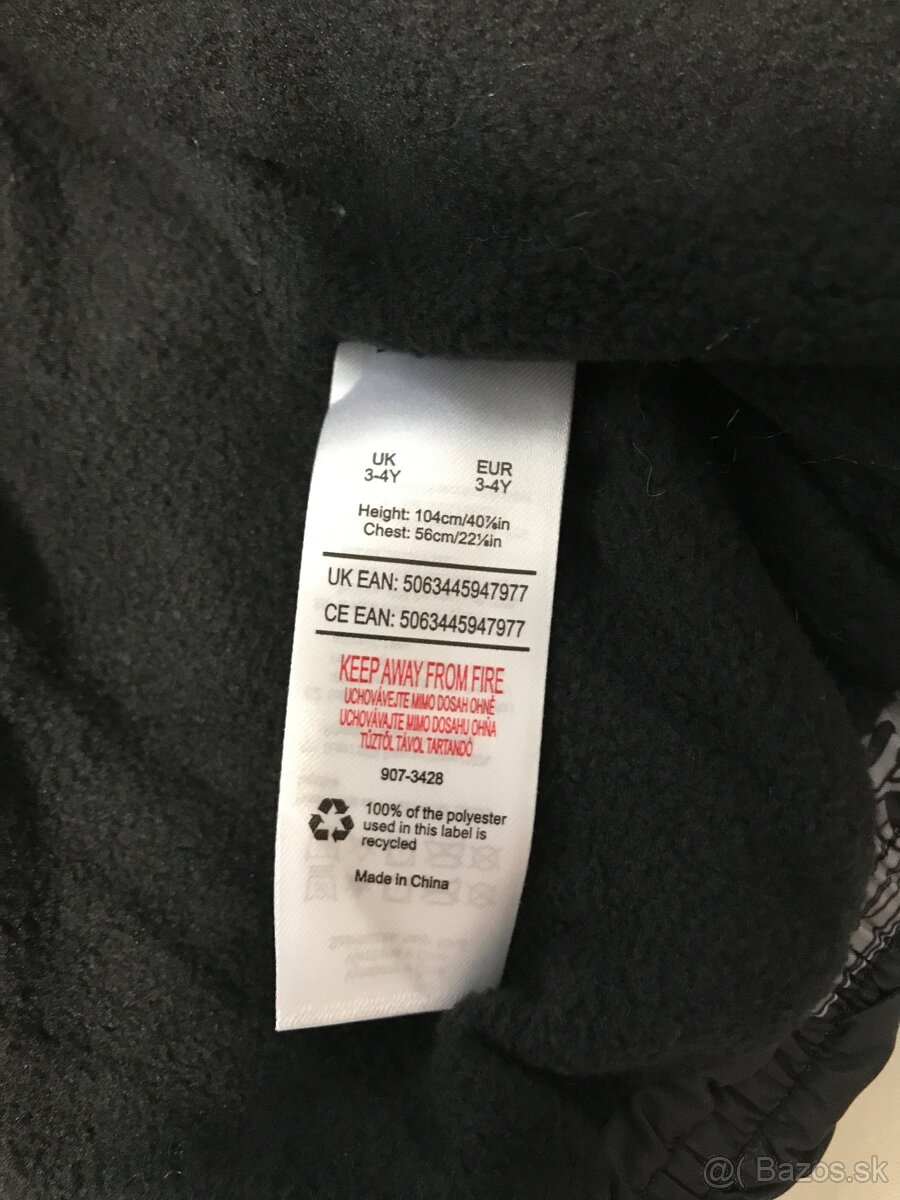 UK
3-4Y
EUR
3-4Y
Height: 104cm/40⅞in
Chest: 56cm/22⅛in
UK EAN: 5063445947977
CE EAN: 5063445947977
KEEP AWAY FROM FIRE
UCHOVÁVEJTE MIMO DOSAH OHNĚ
UCHOVÁVAJTE MIMO DOSAHU OHŇA
TŰZTŐL TÁVOL TARTANDÓ
907-3428
100% of the polyester
used in this label is
recycled
Made in China
@( Bazos.sk